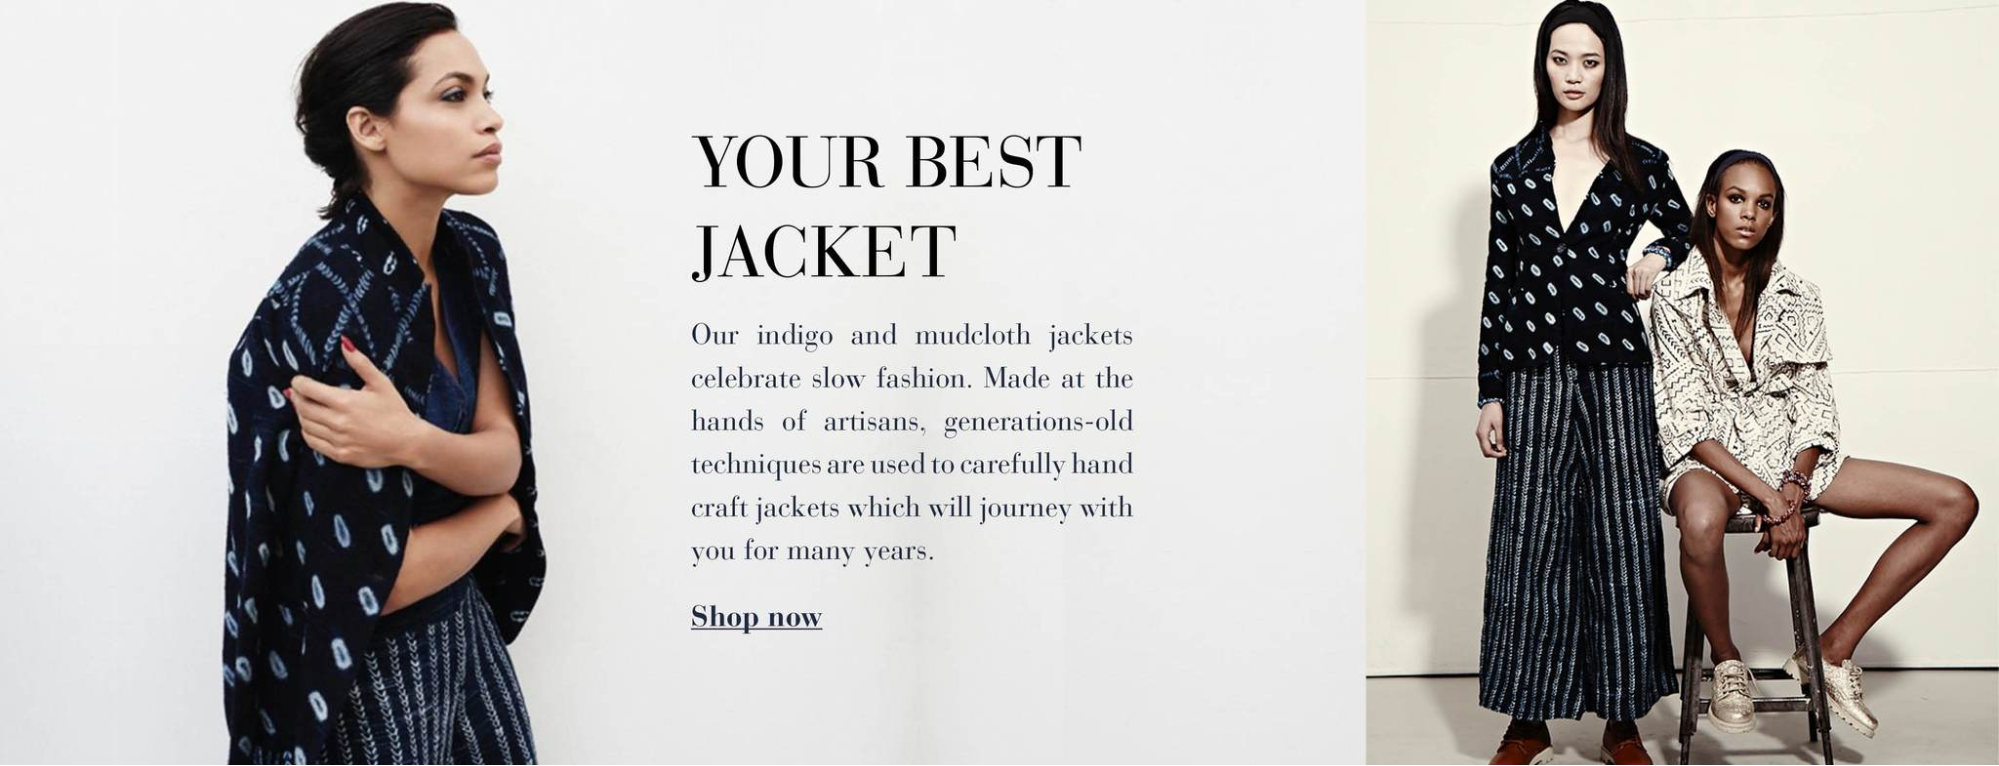 YOUR BEST
JACKET
Our indigo and mudcloth jackets
celebrate slow fashion. Made at the
hands of artisans, generations-old
techniques are used to carefully hand
craft jackets which will journey with
you for many years.
Shop now